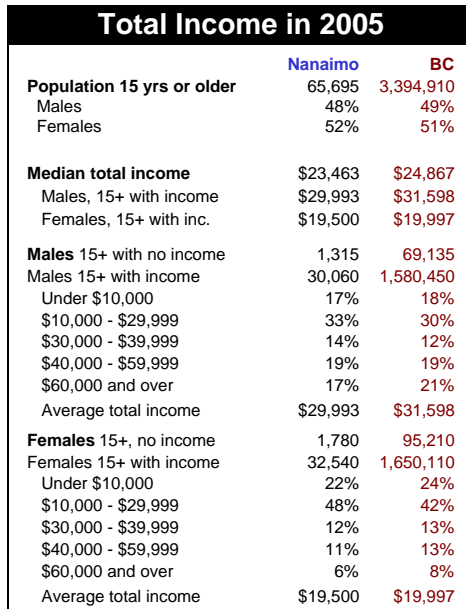 Total Income in 2005
Nanaimo BC
Population 15 yrs or older 65,695 3,394,910
Males 48% 49%
Females 52% 51%
Median total income $23,463 $24,867
Males, 15+ with income $29,993 $31,598
Females, 15+ with inc. $19,500 $19,997
Males 15+ with no income 1,315 69,135
Males 15+ with income 30,060 1,580,450
Under $10,000 17% 18%
$10,000 - $29,999 33% 30%
$30,000 - $39,999 14% 12%
$40,000 - $59,999 19% 19%
$60,000 and over 17% 21%
Average total income $29,993 $31,598
Females 15+, no income 1,780 95,210
Females 15+ with income 32,540 1,650,110
Under $10,000 22% 24%
$10,000 - $29,999 48% 42%
$30,000 - $39,999 12% 13%
$40,000 - $59,999 11% 13%
$60,000 and over 6% 8%
Average total income $19,500 $19,997